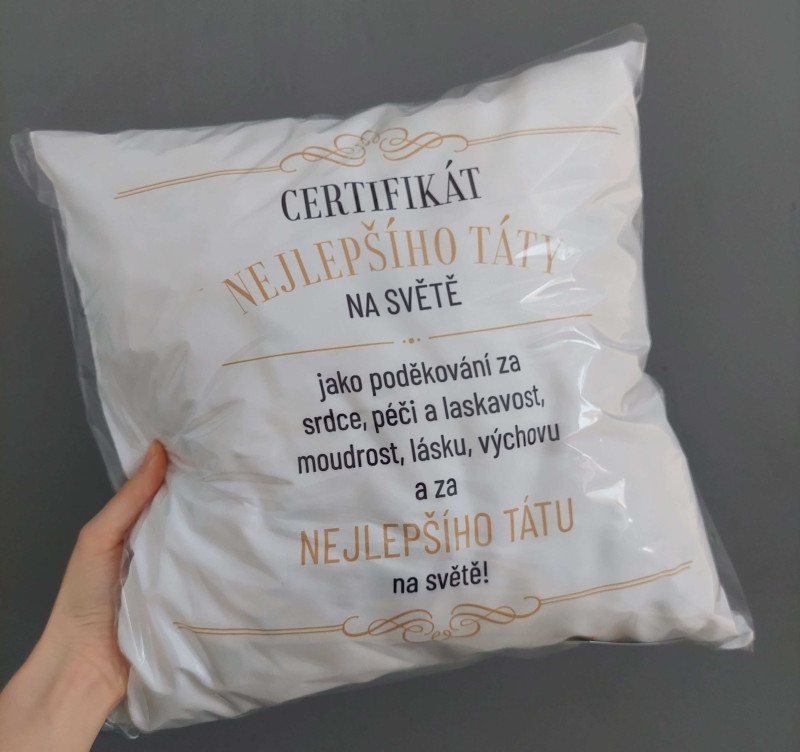 CERTIFIKÁT
NEJLEPŠÍHO TÁTY
NA SVĚTĚ
jako poděkování za
srdce, péči a laskavost,
moudrost, lásku, výchovu
a za
NEJLEPŠÍHO TÁTU
na světě!